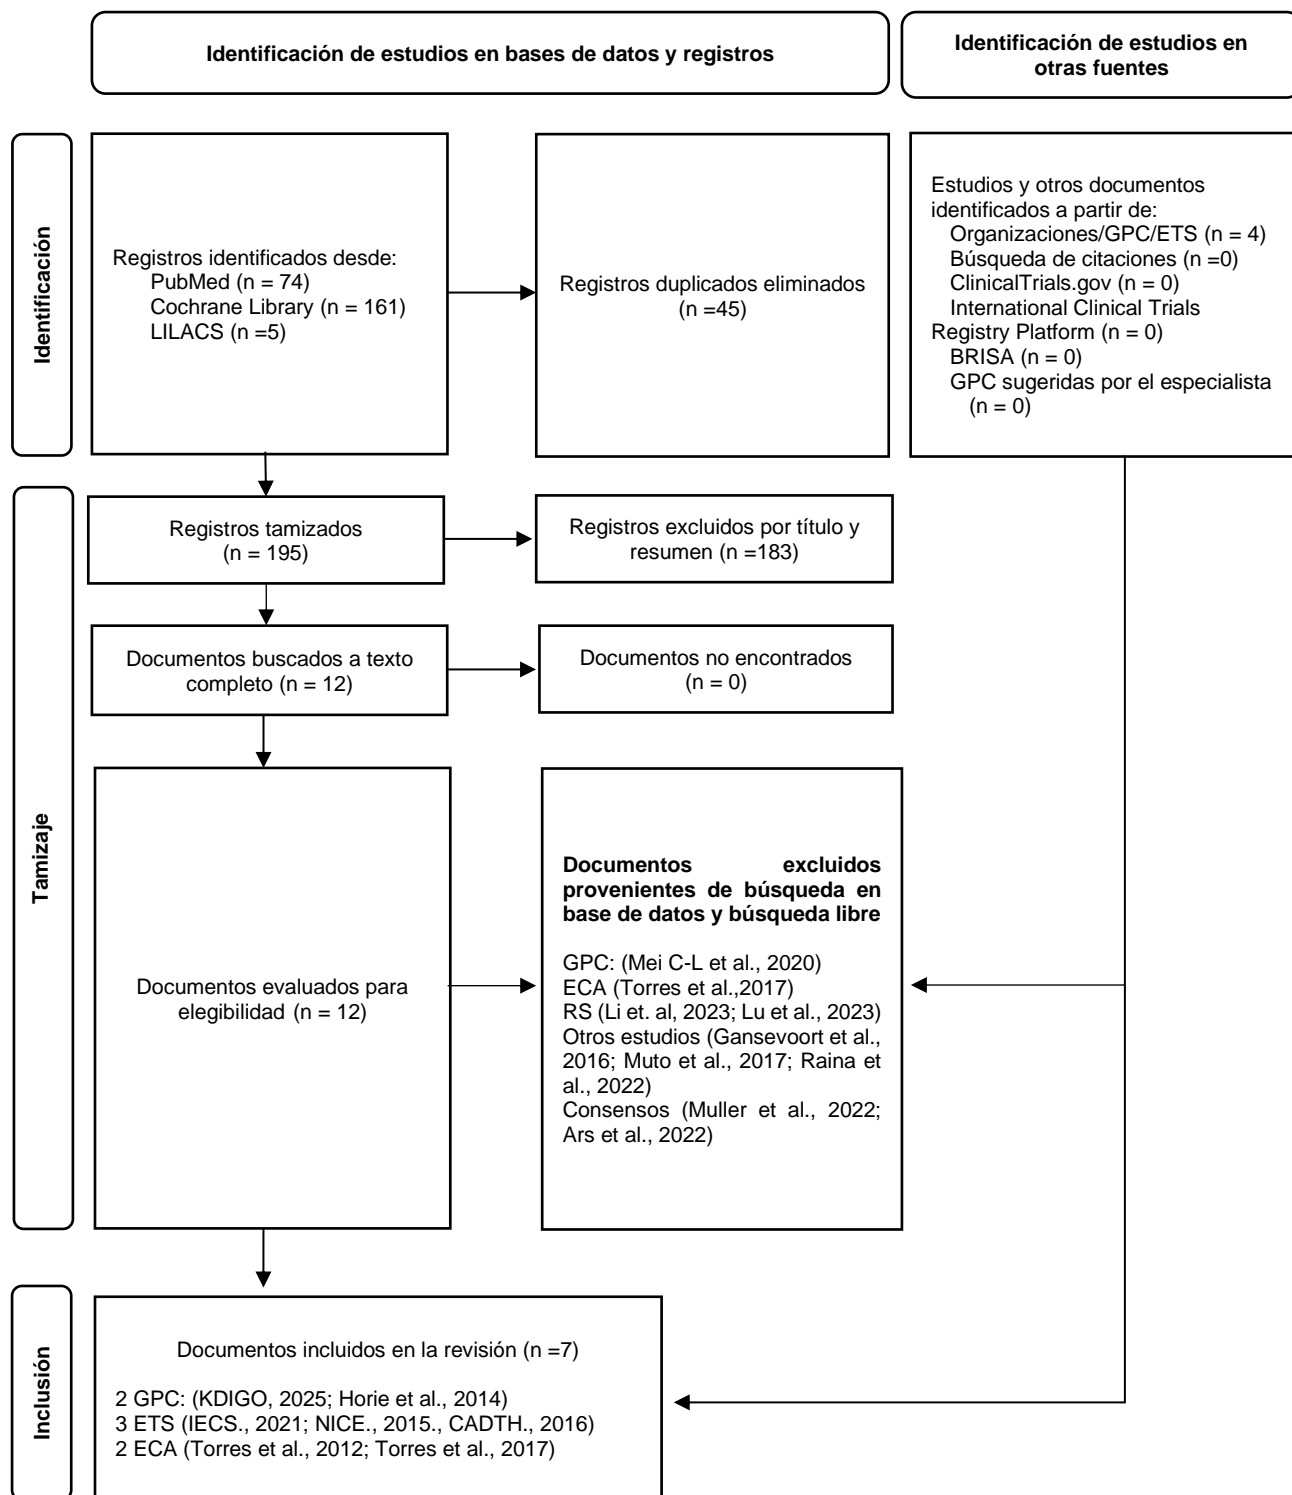 Identificación de estudios en bases de datos y registros
Identificación de estudios en
otras fuentes
Identificación
Registros identificados desde:
PubMed (n = 74)
Cochrane Library (n = 161)
LILACS (n =5)
Registros duplicados eliminados
(n =45)
Estudios y otros documentos
identificados a partir de:
Organizaciones/GPC/ETS (n = 4)
Búsqueda de citaciones (n =0)
ClinicalTrials.gov (n = 0)
International Clinical Trials
Registry Platform (n = 0)
BRISA (n = 0)
GPC sugeridas por el especialista
(n = 0)
Tamizaje
Registros tamizados
(n = 195)
Registros excluidos por título y
resumen (n =183)
Documentos buscados a texto
completo (n = 12)
Documentos no encontrados
(n = 0)
Documentos evaluados para
elegibilidad (n = 12)
Documentos excluidos
provenientes de búsqueda en
base de datos y búsqueda libre
GPC: (Mei C-L et al., 2020)
ECA (Torres et al.,2017)
RS (Li et. al, 2023; Lu et al., 2023)
Otros estudios (Gansevoort et al.,
2016; Muto et al., 2017; Raina et
al., 2022)
Consensos (Muller et al., 2022;
Ars et al., 2022)
Inclusión
Documentos incluidos en la revisión (n =7)
2 GPC: (KDIGO, 2025; Horie et al., 2014)
3 ETS (IECS., 2021; NICE., 2015., CADTH., 2016)
2 ECA (Torres et al., 2012; Torres et al., 2017)